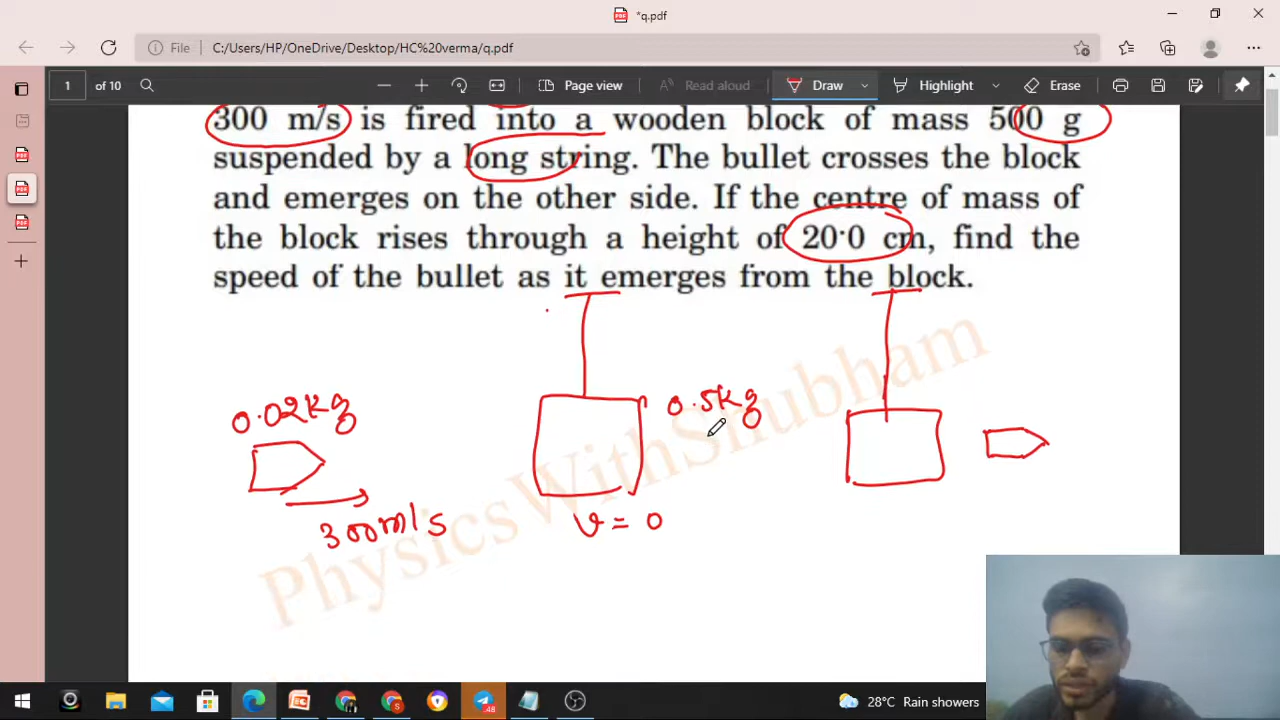 *q.pdf
File C:/Users/HP/OneDrive/Desktop/HC%20verma/q.pdf
1 of 10 Page view Read aloud Draw Highlight Erase
300 m/s is fired into a wooden block of mass 500 g
suspended by a long string. The bullet crosses the block
and emerges on the other side. If the centre of mass of
the block rises through a height of 20·0 cm, find the
speed of the bullet as it emerges from the block.
0.02kg
0.5kg
300m/s
v = 0
PhysicsWithShubham
48
28°C Rain showers